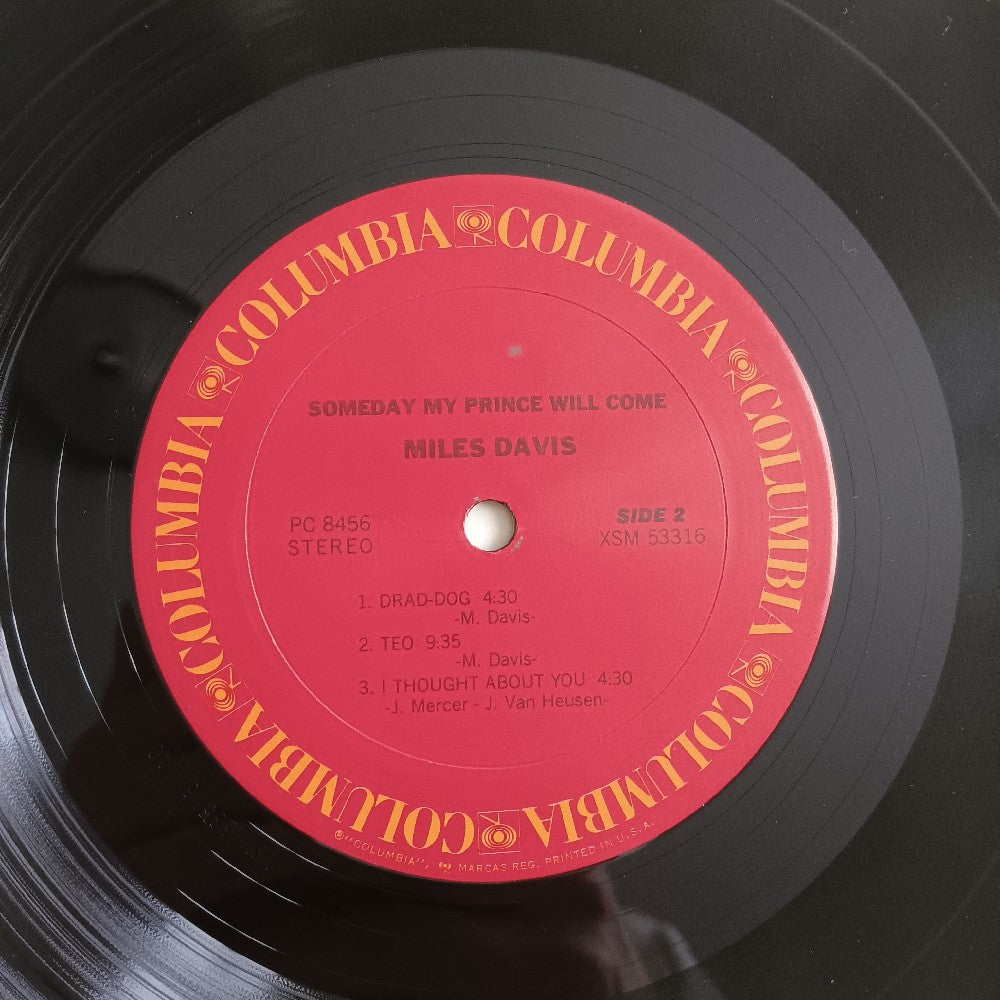 COLUMBIA COLUMBIA COLUMBIA COLUMBIA COLUMBIA COLUMBIA
SOMEDAY MY PRINCE WILL COME
MILES DAVIS
PC 8456
STEREO
SIDE 2
XSM 53316
1. DRAD-DOG 4:30
-M. Davis-
2. TEO 9:35
-M. Davis-
3. I THOUGHT ABOUT YOU 4:30
-J. Mercer - J. Van Heusen-
®"COLUMBIA", MARCAS REG. PRINTED IN U.S.A.